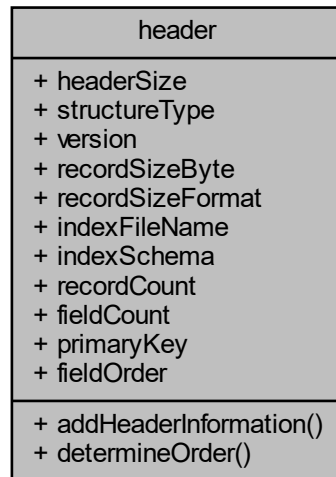 header
+ headerSize
+ structureType
+ version
+ recordSizeByte
+ recordSizeFormat
+ indexFileName
+ indexSchema
+ recordCount
+ fieldCount
+ primaryKey
+ fieldOrder
+ addHeaderInformation()
+ determineOrder()